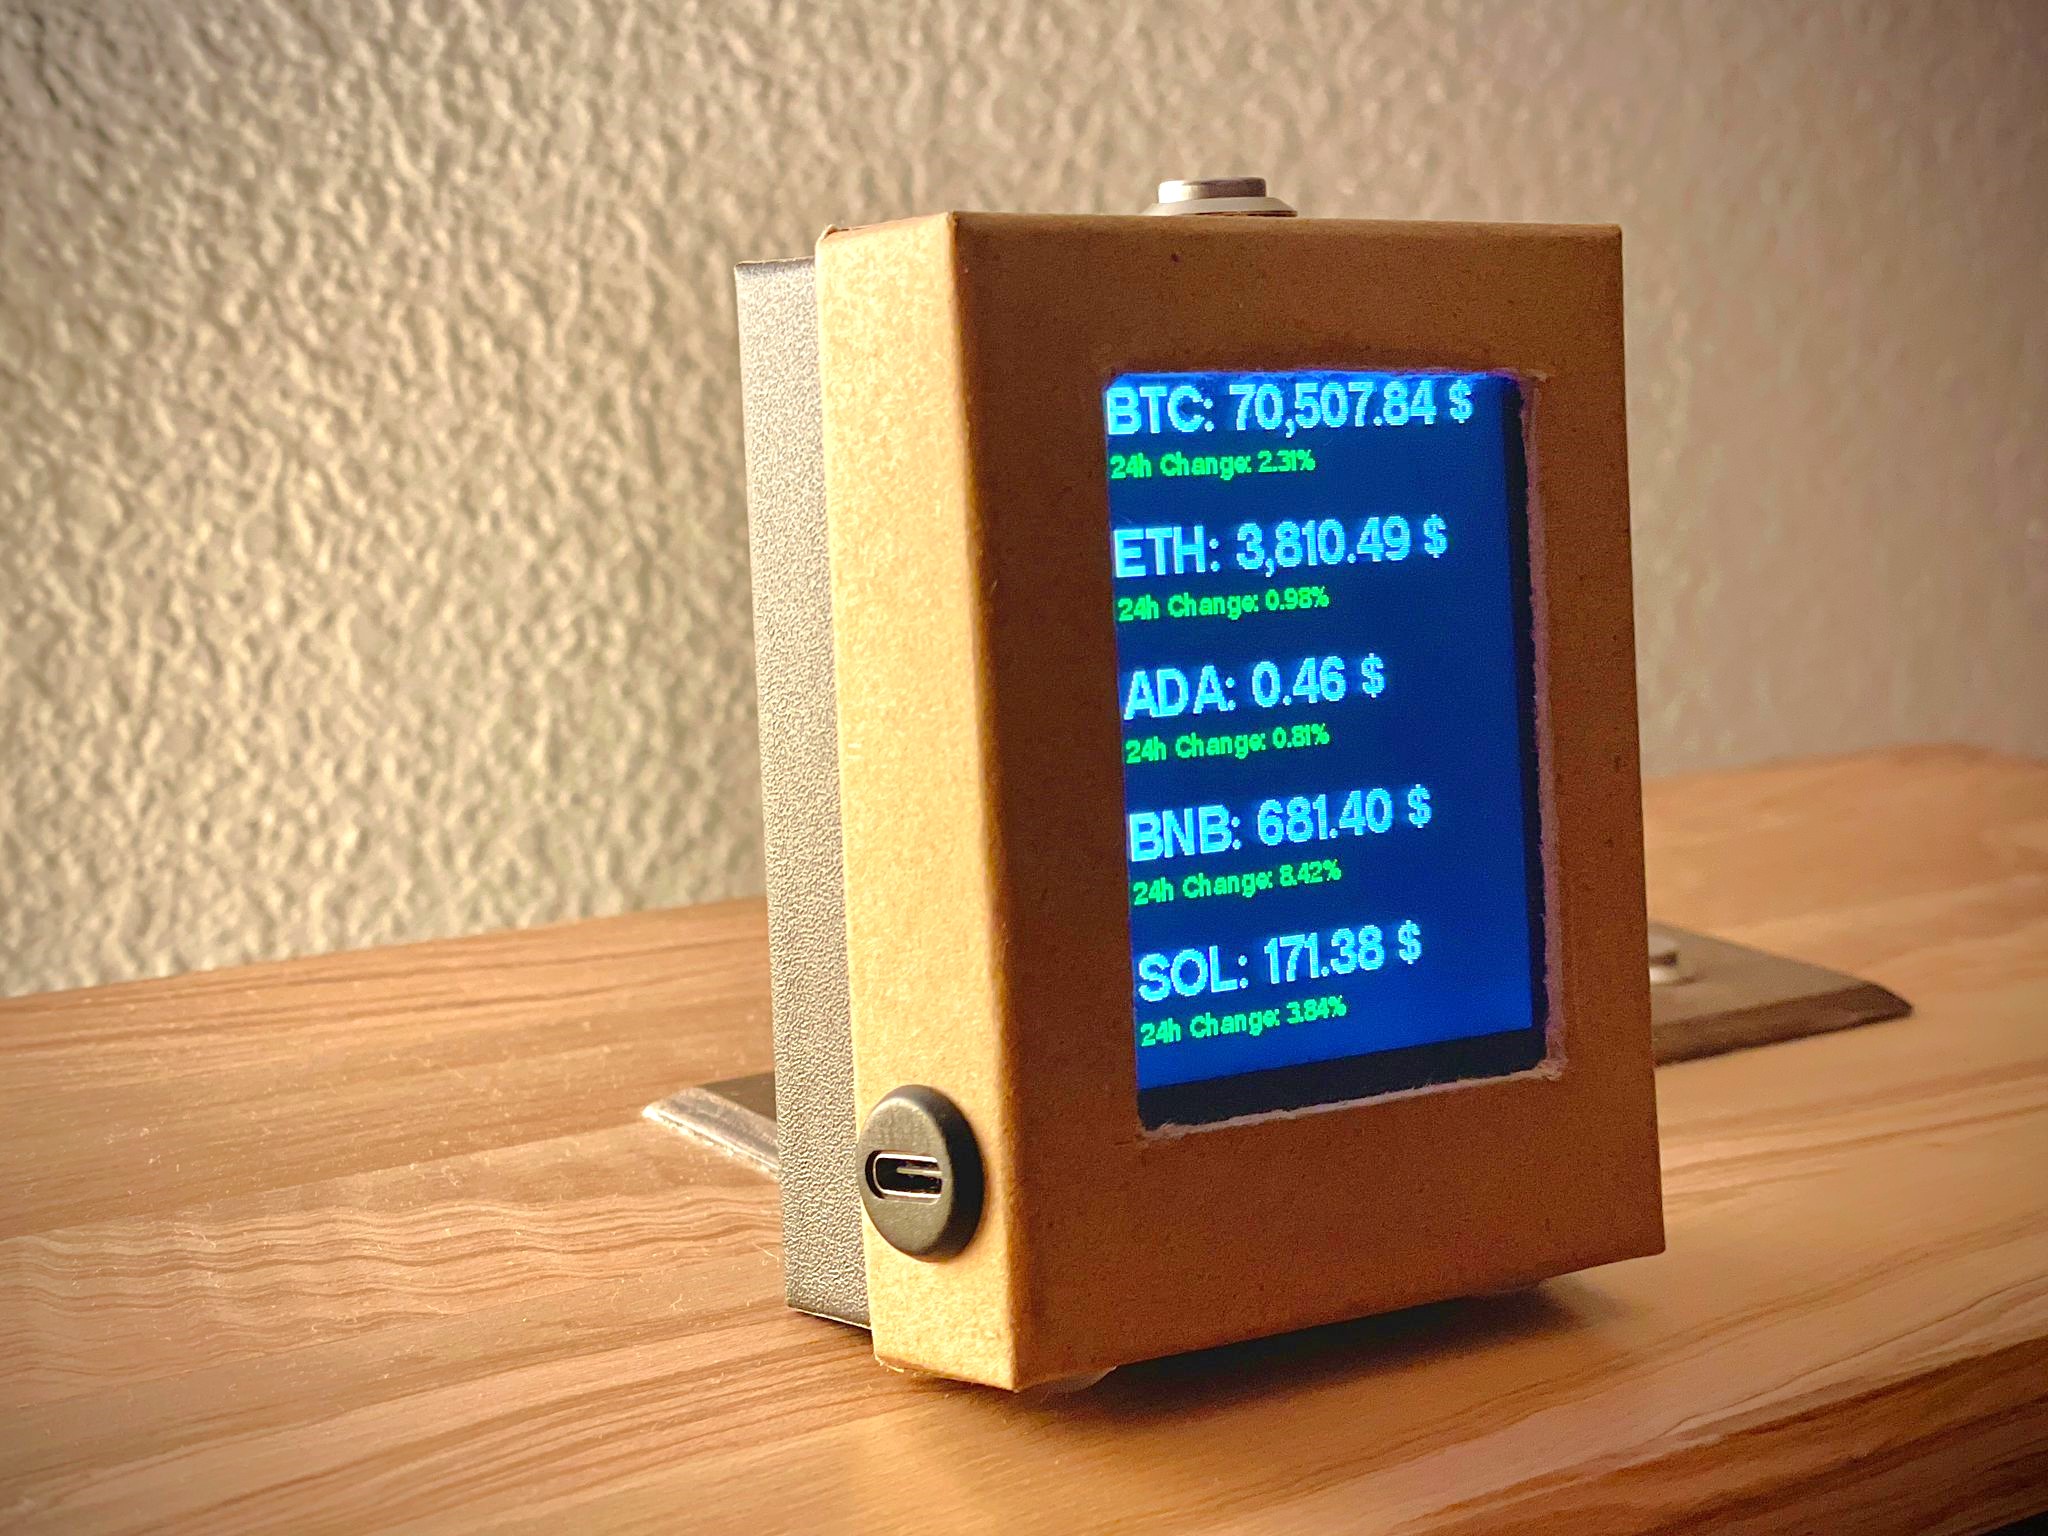 BTC: 70,507.84 $
24h Change: 2.31%
ETH: 3,810.49 $
24h Change: 0.98%
ADA: 0.46 $
24h Change: 0.81%
BNB: 681.40 $
24h Change: 8.42%
SOL: 171.38 $
24h Change: 3.84%